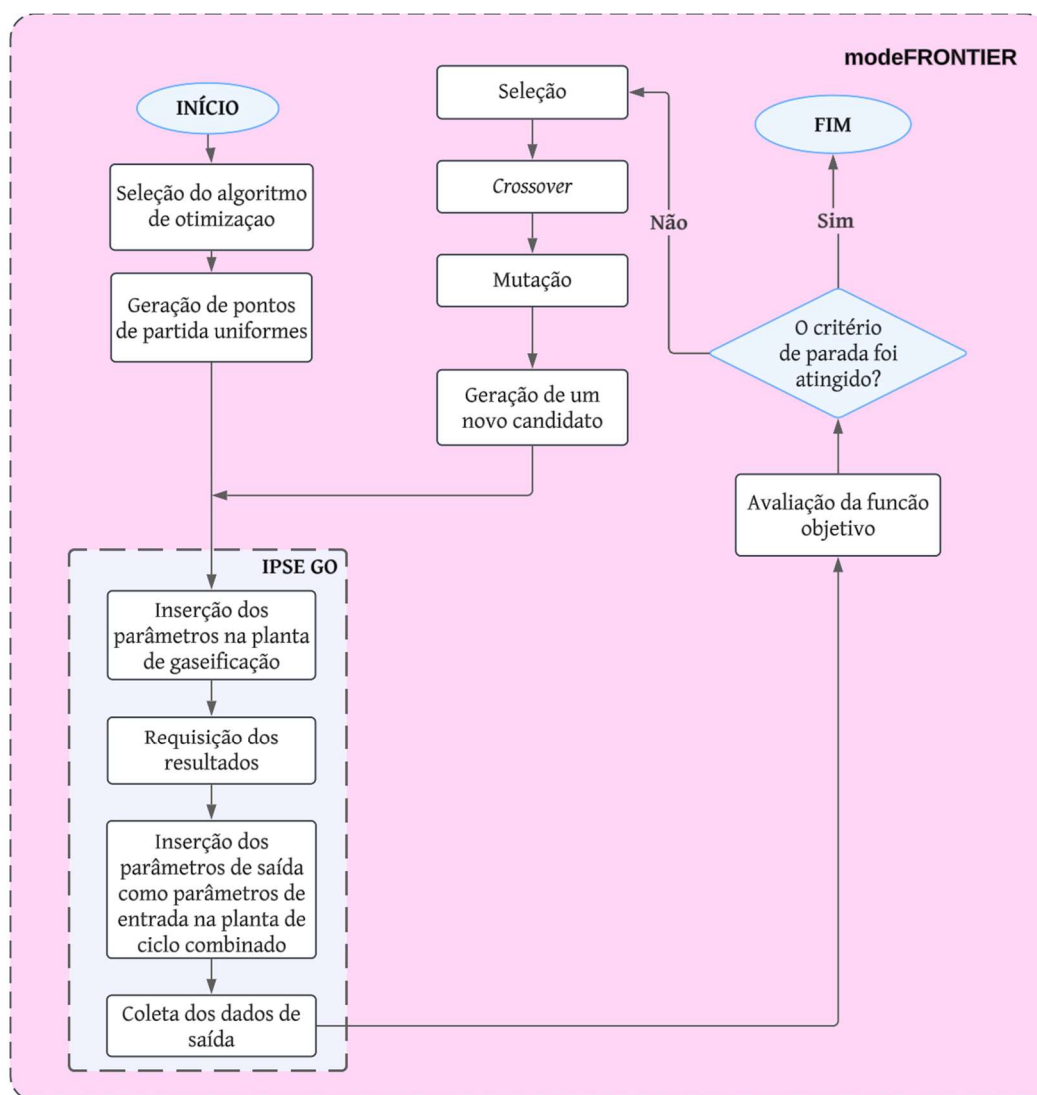 modeFRONTIER
INÍCIO
Seleção do algoritmo
de otimizaçao
Geração de pontos
de partida uniformes
Seleção
Crossover
Mutação
Geração de um
novo candidato
Não
FIM
Sim
O critério
de parada foi
atingido?
Avaliação da funcão
objetivo
IPSE GO
Inserção dos
parâmetros na planta
de gaseificação
Requisição dos
resultados
Inserção dos
parâmetros de saída
como parâmetros de
entrada na planta de
ciclo combinado
Coleta dos dados de
saída